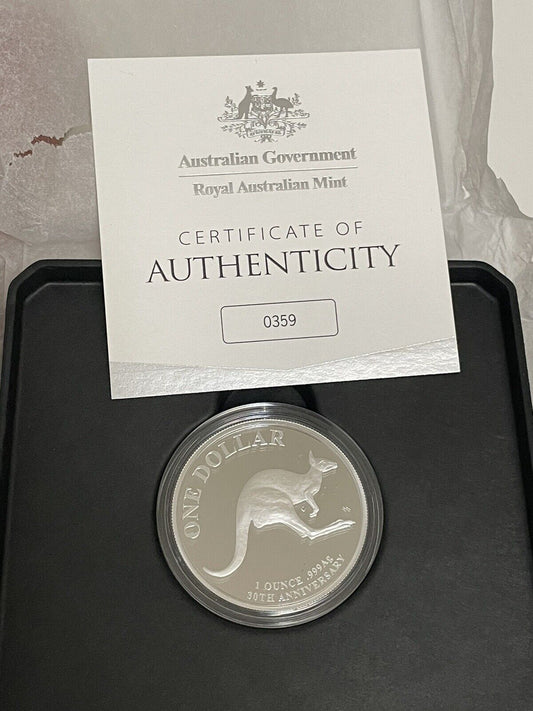 Australian Government
Royal Australian Mint
CERTIFICATE OF
AUTHENTICITY
0359
ONE DOLLAR
1 OUNCE .999Ag
30TH ANNIVERSARY